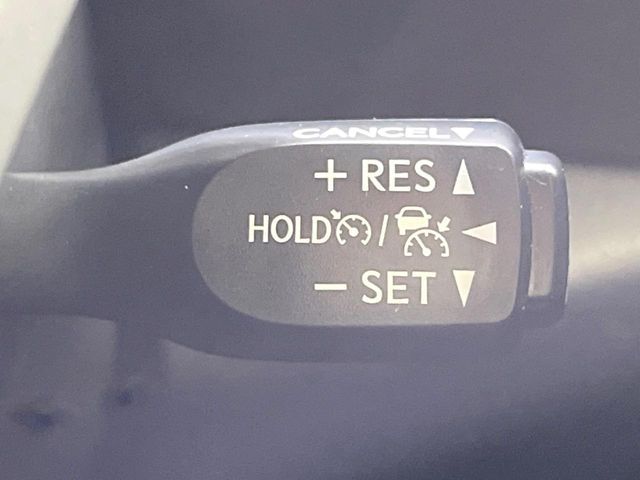 CANCEL▼
+ RES ▲
HOLD / ◀
− SET ▼